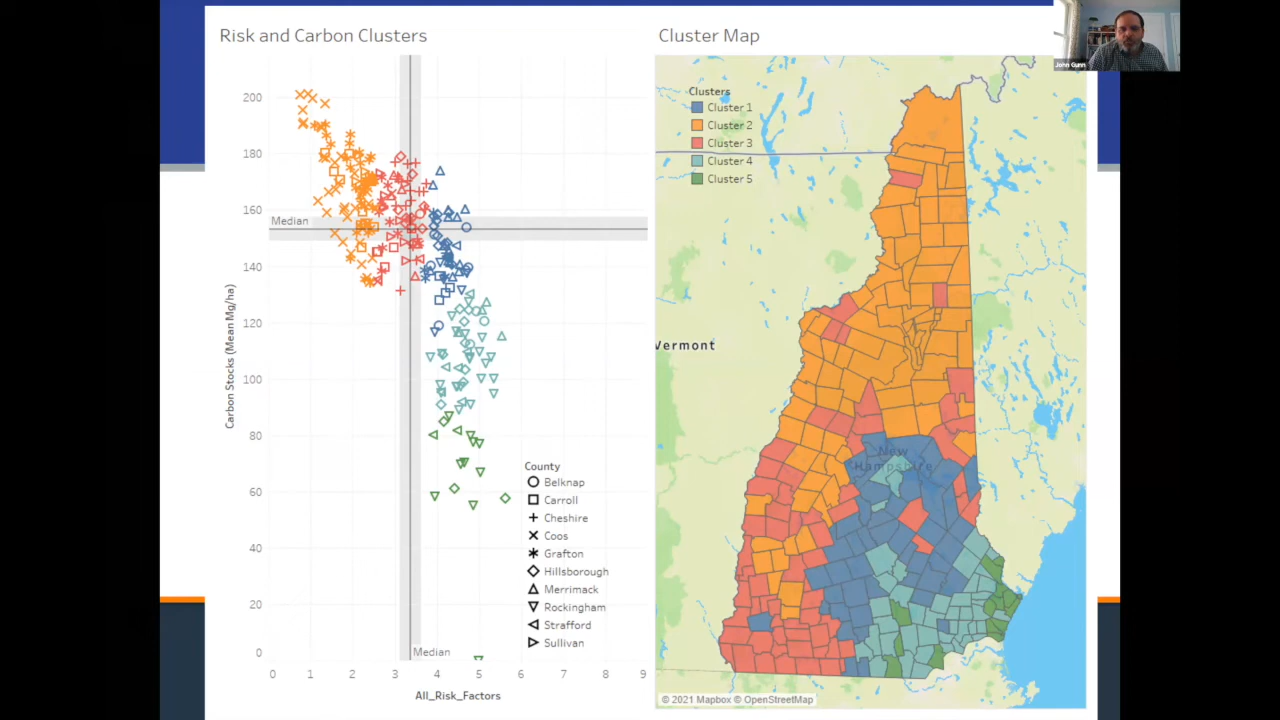 Risk and Carbon Clusters
Carbon Stocks (Mean Mg/ha)
200
180
160
140
120
100
80
60
40
20
0
Median
Median
0 1 2 3 4 5 6 7 8 9
All_Risk_Factors
County
Belknap
Carroll
Cheshire
Coos
Grafton
Hillsborough
Merrimack
Rockingham
Strafford
Sullivan
Cluster Map
Clusters
Cluster 1
Cluster 2
Cluster 3
Cluster 4
Cluster 5
Vermont
New
Hampshire
© 2021 Mapbox © OpenStreetMap
John Gunn